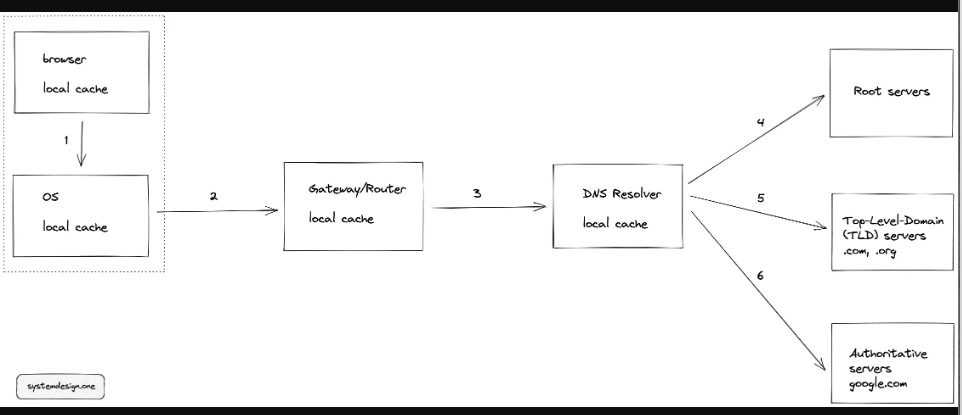 browser
local cache
1
OS
local cache
2
Gateway/Router
local cache
3
DNS Resolver
local cache
4
Root servers
5
Top-Level-Domain
(TLD) servers
.com, .org
6
Authoritative
servers
google.com
systemdesign.one